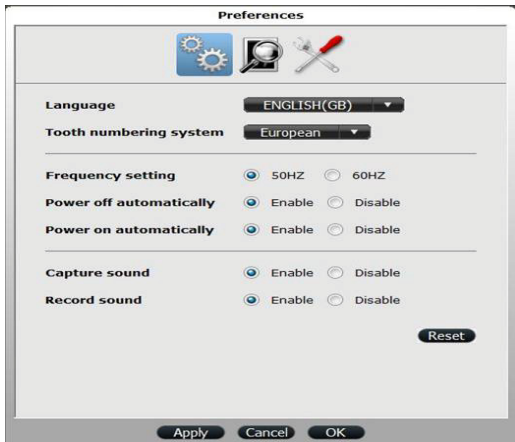 Preferences
Language ENGLISH(GB)
Tooth numbering system European
Frequency setting 50HZ 60HZ
Power off automatically Enable Disable
Power on automatically Enable Disable
Capture sound Enable Disable
Record sound Enable Disable
Reset
Apply Cancel OK